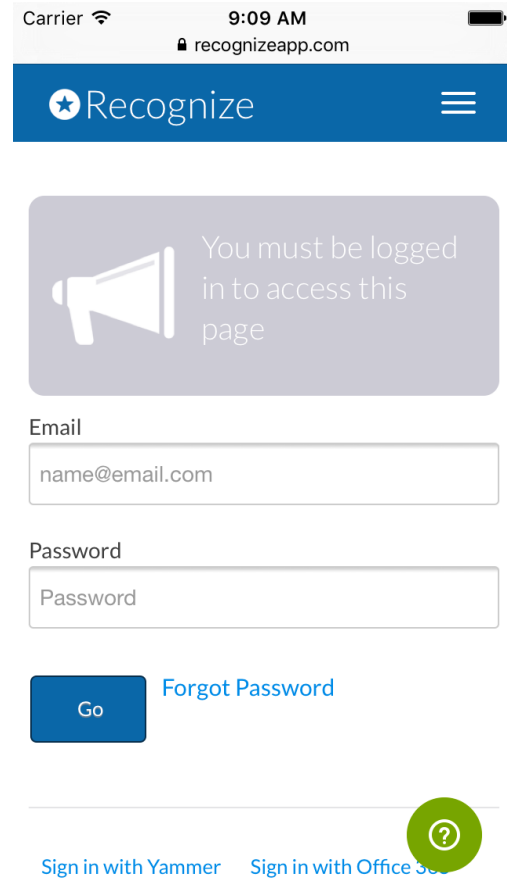 Carrier 9:09 AM
recognizeapp.com
Recognize
You must be logged
in to access this
page
Email
name@email.com
Password
Password
Go Forgot Password
Sign in with Yammer Sign in with Office